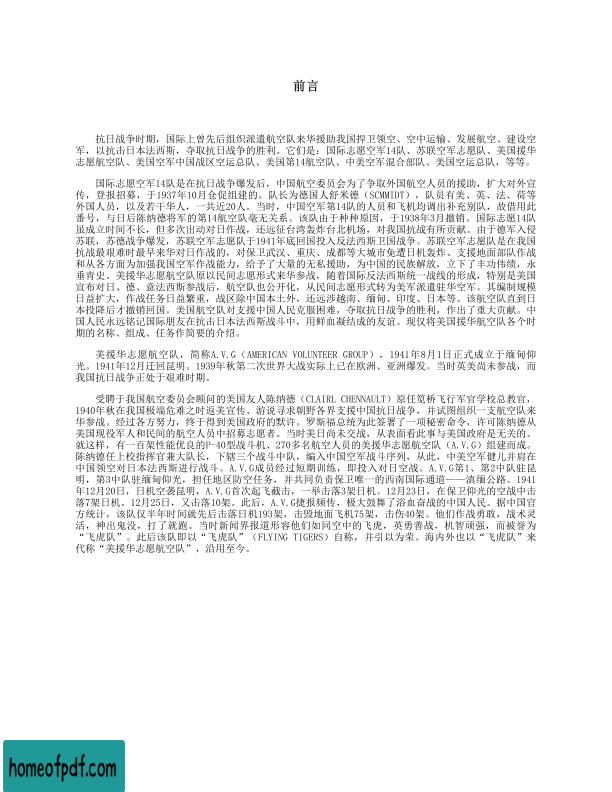 前言
抗日战争时期，国际上曾先后组织派遣航空队来华援助我国捍卫领空、空中运输、发展航空、建设空
军，以抗击日本法西斯，夺取抗日战争的胜利。它们是：国际志愿空军14队、苏联空军志愿队、美国援华
志愿航空队、美国空军中国战区空运总队、美国第14航空队、中美空军混合部队、美国空运总队，等等。
国际志愿空军14队是在抗日战争爆发后，中国航空委员会为了争取外国航空人员的援助，扩大对外宣
传，登报招募，于1937年10月仓促组建的。队长为德国人舒米德（SCMMIDT），队员有美、英、法、荷等
外国人员，以及若干华人，一共近20人。当时，中国空军第14队的人员和飞机均调出补充别队，故借用此
番号，与日后陈纳德将军的第14航空队毫无关系。该队由于种种原因，于1938年3月撤销。国际志愿14队
虽成立时间不长，但多次出动对日作战，还远征台湾轰炸台北机场，对我国抗战有所贡献。由于德军入侵
苏联，苏德战争爆发，苏联空军志愿队于1941年底回国投入反法西斯卫国战争。苏联空军志愿队是在我国
抗战最艰难时最早来华对日作战的，对保卫武汉、重庆、成都等大城市免遭日机轰炸、支援地面部队作战
和从各方面为加强我国空军作战能力，给予了大量的无私援助，为中国的民族解放，立下了丰功伟绩，永
垂青史。美援华志愿航空队原以民间志愿形式来华参战，随着国际反法西斯统一战线的形成，特别是美国
宣布对日、德、意法西斯参战后，航空队也公开化，从民间志愿形式转为美军派遣驻华空军。其编制规模
日益扩大，作战任务日益繁重，战区除中国本土外，还远涉越南、缅甸、印度、日本等。该航空队直到日
本投降后才撤销回国。美国航空队对支援中国人民克服困难，夺取抗日战争的胜利，作出了重大贡献。中
国人民永远铭记国际朋友在抗击日本法西斯战斗中，用鲜血凝结成的友谊。现仅将美国援华航空队各个时
期的名称、组成、任务作简要的介绍。
美援华志愿航空队，简称A.V.G（AMERICAN VOLUNTEER GROUP），1941年8月1日正式成立于缅甸仰
光。1941年12月迁回昆明。1939年秋第二次世界大战实际上已在欧洲、亚洲爆发。当时英美尚未参战，而
我国抗日战争正处于艰难时期。
受聘于我国航空委员会顾问的美国友人陈纳德（CLAIRL CHENNAULT）原任笕桥飞行军官学校总教官，
1940年秋在我国极端危难之时返美宣传、游说寻求朝野各界支援中国抗日战争，并试图组织一支航空队来
华参战。经过各方努力，终于得到美国政府的默许。罗斯福总统为此签署了一项秘密命令，许可陈纳德从
美国现役军人和民间的航空人员中招募志愿者。当时美日尚未交战，从表面看此事与美国政府是无关的。
就这样，有一百架性能优良的P-40型战斗机、270多名航空人员的美援华志愿航空队（A.V.G）组建而成。
陈纳德任上校指挥官兼大队长，下辖三个战斗中队，编入中国空军战斗序列，从此，中美空军健儿并肩在
中国领空对日本法西斯进行战斗。A.V.G成员经过短期训练，即投入对日空战。A.V.G第1、第2中队驻昆
明，第3中队驻缅甸仰光，担任地区防空任务，并共同负责保卫唯一的西南国际通道——滇缅公路。1941
年12月20日，日机空袭昆明，A.V.G首次起飞截击，一举击落3架日机。12月23日，在保卫仰光的空战中击
落7架日机。12月25日，又击落10架。此后，A.V.G捷报频传，极大鼓舞了浴血奋战的中国人民。据中国官
方统计，该队仅半年时间就先后击落日机193架，击毁地面飞机75架，击伤40架。他们作战勇敢，战术灵
活，神出鬼没，打了就跑。当时新闻界报道形容他们如同空中的飞虎，英勇善战，机智顽强，而被誉为
“飞虎队”。此后该队即以“飞虎队”（FLYING TIGERS）自称，并引以为荣。海内外也以“飞虎队”来
代称“美援华志愿航空队”，沿用至今。
homeofpdf.com